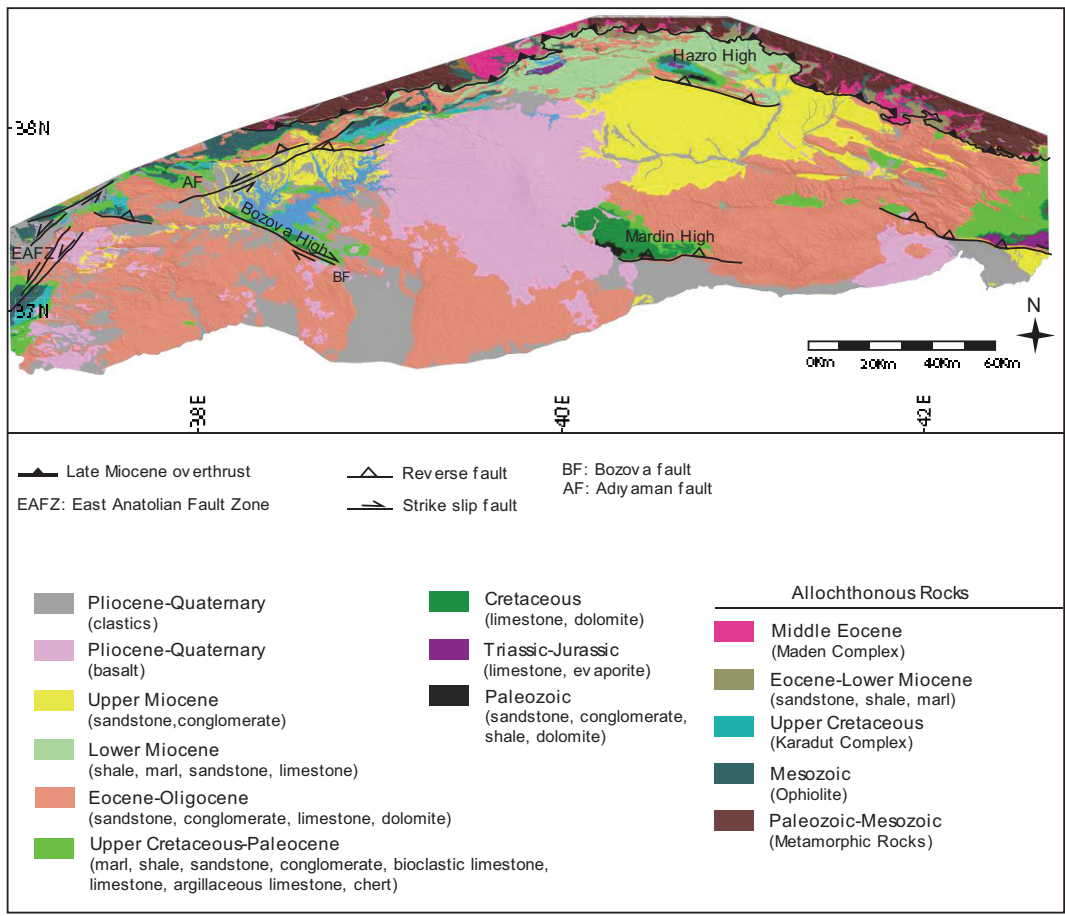 Hazro High
38N
AF
Bozova High
Mardin High
EAFZ
BF
37N
N
0Km 20Km 40Km 60Km
38E 40E 42E
Late Miocene overthrust
Reverse fault
BF: Bozova fault
AF: Adıyaman fault
EAFZ: East Anatolian Fault Zone
Strike slip fault
Pliocene-Quaternary
(clastics)
Pliocene-Quaternary
(basalt)
Upper Miocene
(sandstone,conglomerate)
Lower Miocene
(shale, marl, sandstone, limestone)
Eocene-Oligocene
(sandstone, conglomerate, limestone, dolomite)
Upper Cretaceous-Paleocene
(marl, shale, sandstone, conglomerate, bioclastic limestone,
limestone, argillaceous limestone, chert)
Cretaceous
(limestone, dolomite)
Triassic-Jurassic
(limestone, evaporite)
Paleozoic
(sandstone, conglomerate,
shale, dolomite)
Allochthonous Rocks
Middle Eocene
(Maden Complex)
Eocene-Lower Miocene
(sandstone, shale, marl)
Upper Cretaceous
(Karadut Complex)
Mesozoic
(Ophiolite)
Paleozoic-Mesozoic
(Metamorphic Rocks)